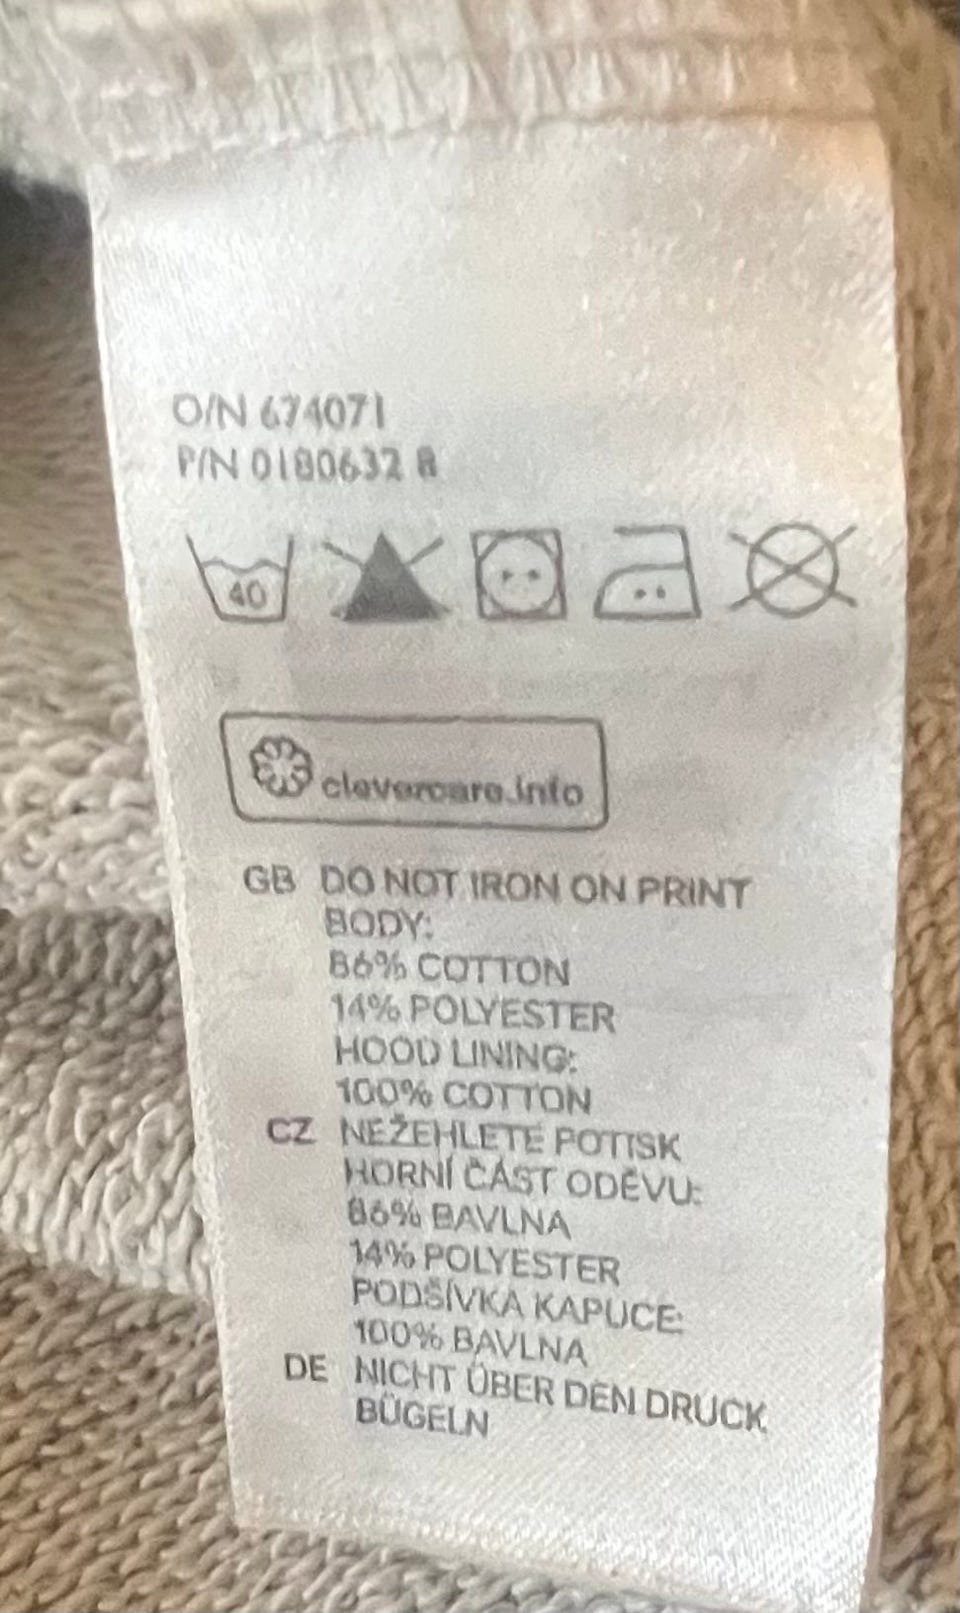 O/N 674071
P/N 0180632 R
40
clevercare.info
GB DO NOT IRON ON PRINT
BODY:
86% COTTON
14% POLYESTER
HOOD LINING:
100% COTTON
CZ NEŽEHLETE POTISK
HORNÍ ČÁST ODĚVU:
86% BAVLNA
14% POLYESTER
PODŠÍVKA KAPUCE:
100% BAVLNA
DE NICHT ÜBER DEN DRUCK
BÜGELN